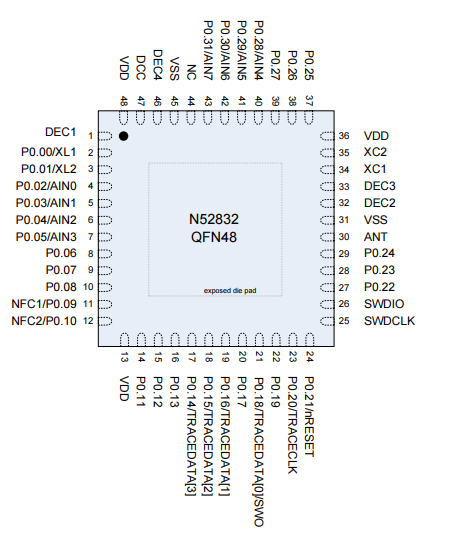 VDD
DCC
DEC4
VSS
NC
P0.31/AIN7
P0.30/AIN6
P0.29/AIN5
P0.28/AIN4
P0.27
P0.26
P0.25
48
47
46
45
44
43
42
41
40
39
38
37
DEC1 1
P0.00/XL1 2
P0.01/XL2 3
P0.02/AIN0 4
P0.03/AIN1 5
P0.04/AIN2 6
P0.05/AIN3 7
P0.06 8
P0.07 9
P0.08 10
NFC1/P0.09 11
NFC2/P0.10 12
N52832
QFN48
exposed die pad
36 VDD
35 XC2
34 XC1
33 DEC3
32 DEC2
31 VSS
30 ANT
29 P0.24
28 P0.23
27 P0.22
26 SWDIO
25 SWDCLK
13
14
15
16
17
18
19
20
21
22
23
24
VDD
P0.11
P0.12
P0.13
P0.14/TRACEDATA[3]
P0.15/TRACEDATA[2]
P0.16/TRACEDATA[1]
P0.17
P0.18/TRACEDATA[0]/SWO
P0.19
P0.20/TRACECLK
P0.21/nRESET